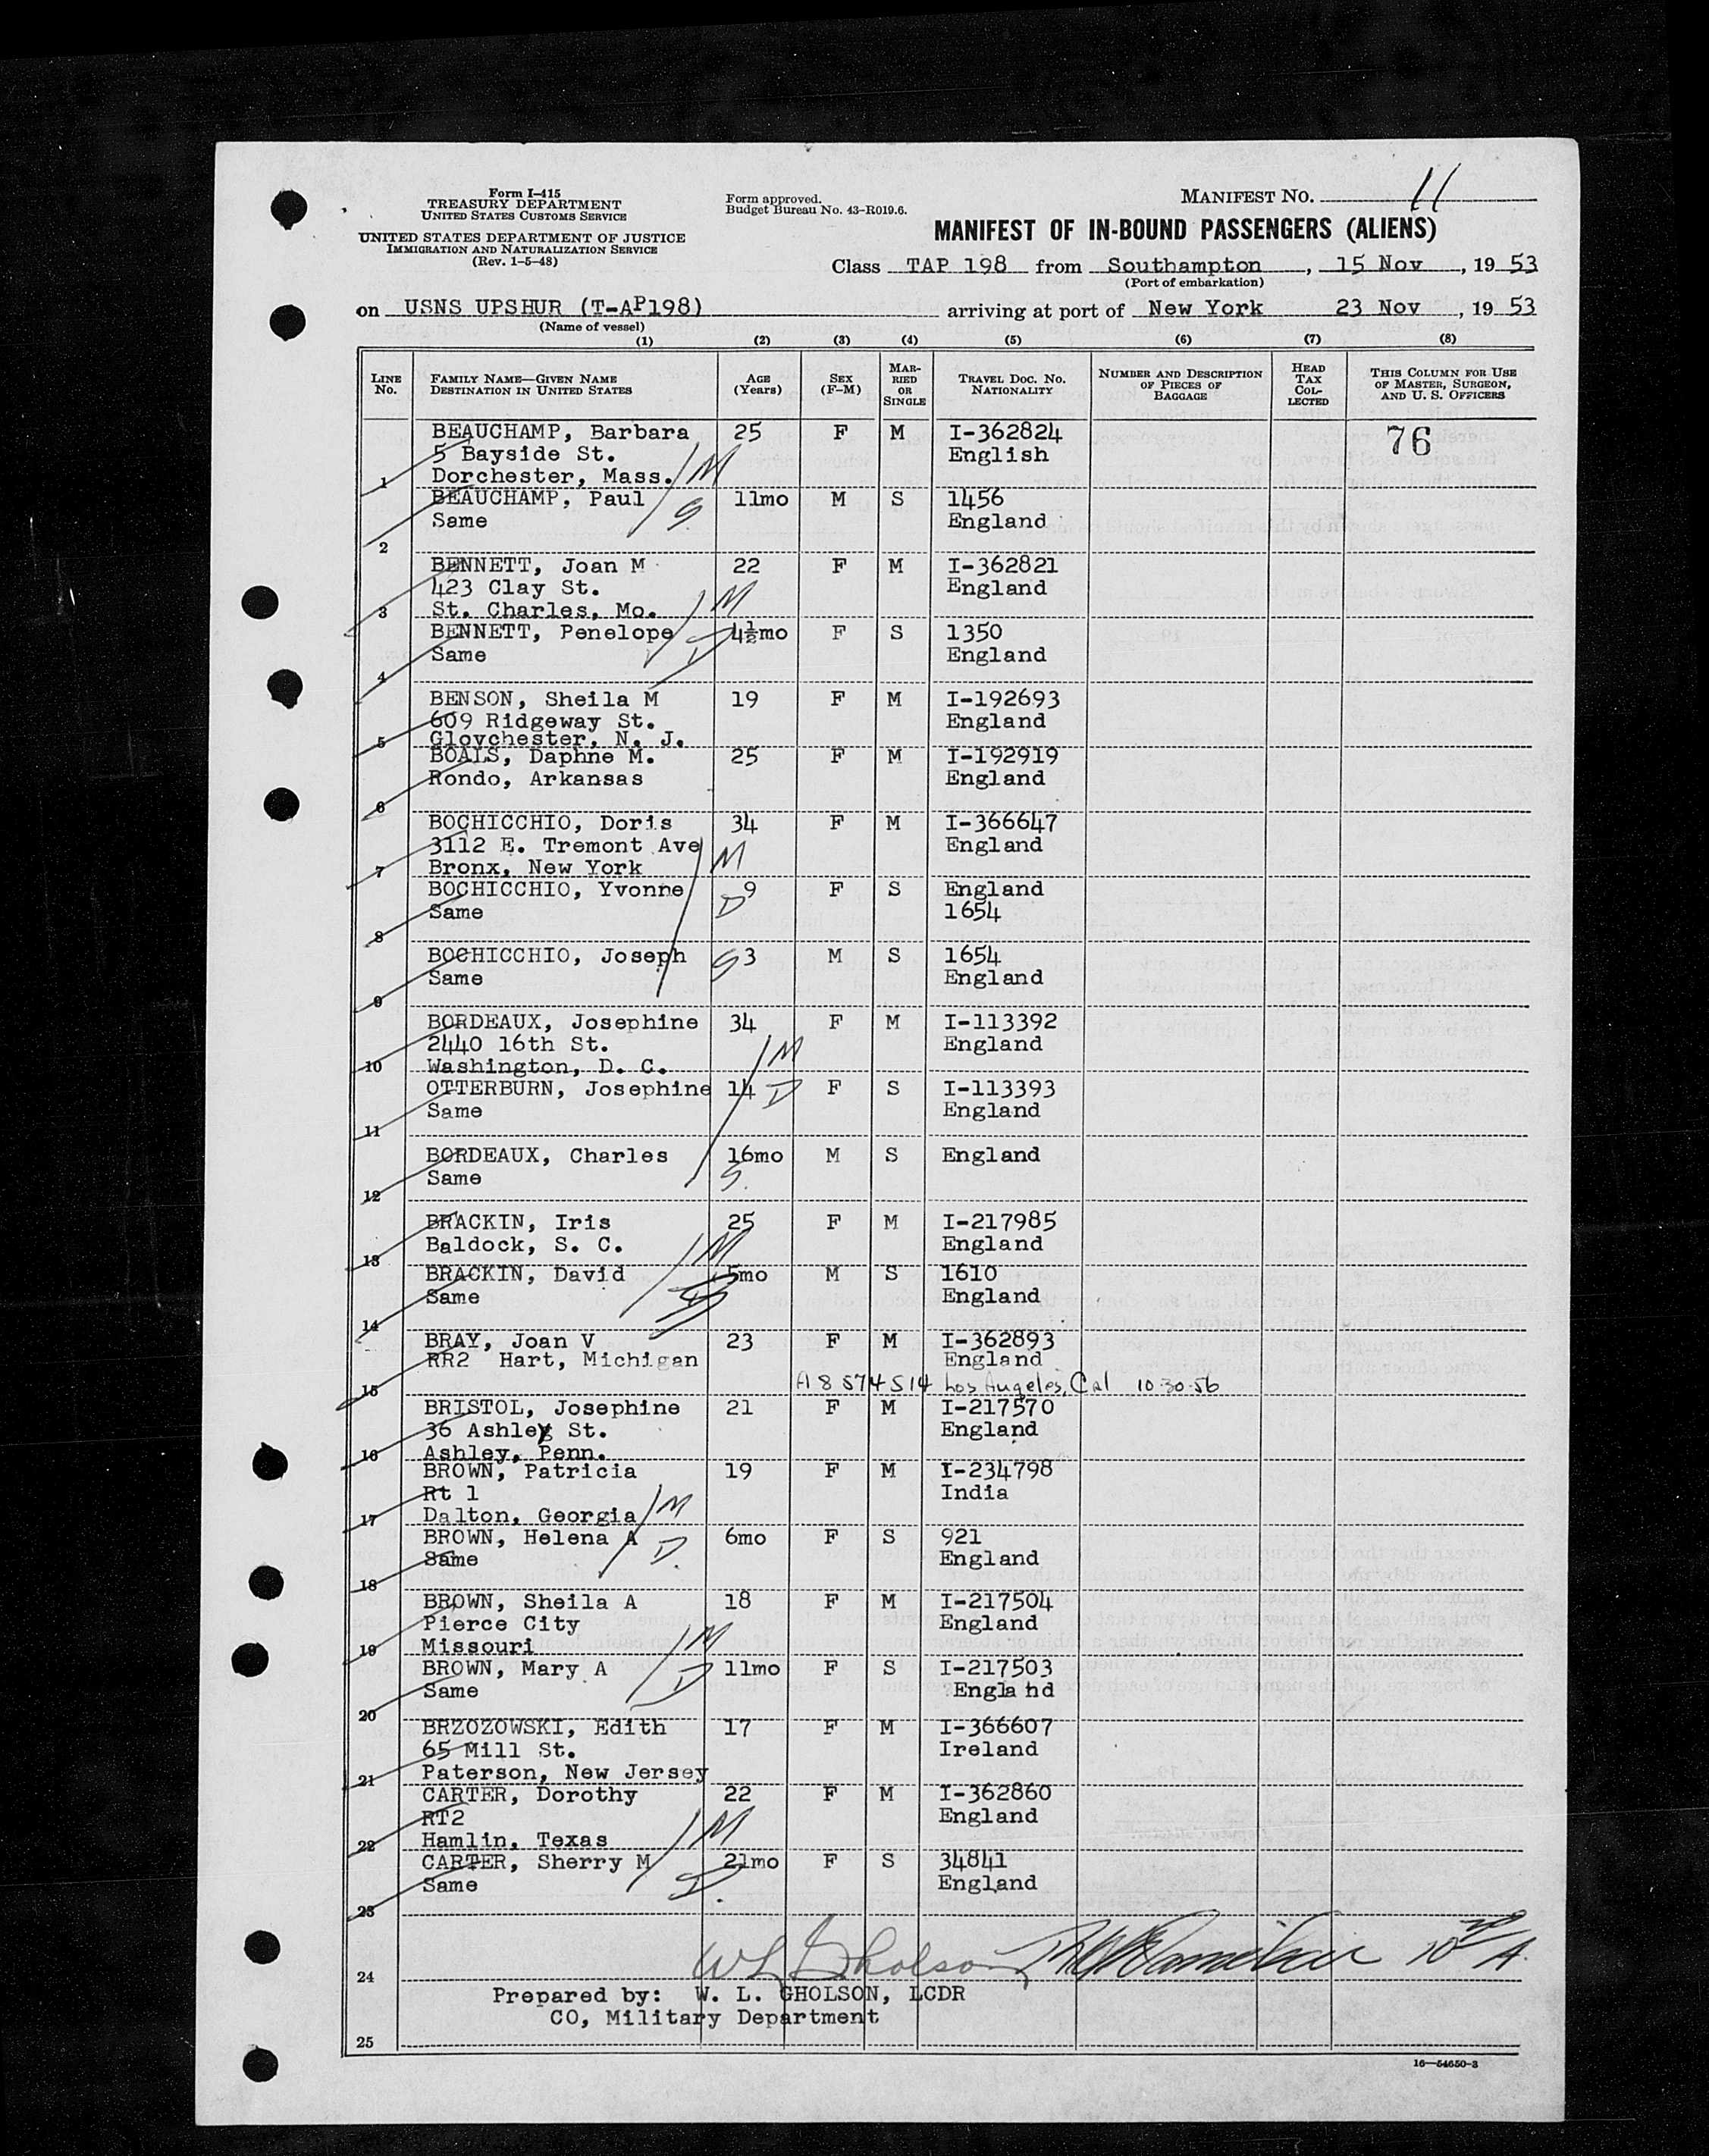 Form I-415
TREASURY DEPARTMENT
UNITED STATES CUSTOMS SERVICE
UNITED STATES DEPARTMENT OF JUSTICE
IMMIGRATION AND NATURALIZATION SERVICE
(Rev. 1-5-48)
Form approved.
Budget Bureau No. 43-R019.6.
MANIFEST NO. 11
MANIFEST OF IN-BOUND PASSENGERS (ALIENS)
Class TAP 198 from Southampton, 15 Nov, 19 53
(Port of embarkation)
on USNS UPSHUR (T-AP198) arriving at port of New York 23 Nov, 19 53
(Name of vessel)
(1) (2) (3) (4) (5) (6) (7) (8)
LINE NO. FAMILY NAME—GIVEN NAME DESTINATION IN UNITED STATES AGE (Years) SEX (F-M) MARRIED OR SINGLE TRAVEL DOC. NO. NATIONALITY NUMBER AND DESCRIPTION OF PIECES OF BAGGAGE HEAD TAX COLLECTED THIS COLUMN FOR USE OF MASTER, SURGEON, AND U. S. OFFICERS
BEAUCHAMP, Barbara 25 F M I-362824 76
5 Bayside St. English
1 Dorchester, Mass. M
BEAUCHAMP, Paul 11mo M S 1456
Same S England
2
BENNETT, Joan M 22 F M I-362821
423 Clay St. England
3 St. Charles, Mo. M
BENNETT, Penelope D 4½mo F S 1350
Same England
4
BENSON, Sheila M 19 F M I-192693
609 Ridgeway St. England
5 Gloychester, N. J.
BOALS, Daphne M. 25 F M I-192919
Rondo, Arkansas England
6
BOCHICCHIO, Doris 34 F M I-366647
3112 E. Tremont Ave England
7 Bronx, New York M
BOCHICCHIO, Yvonne D 9 F S England
Same 1654
8
BOCHICCHIO, Joseph S 3 M S 1654
Same England
9
BORDEAUX, Josephine 34 F M I-113392
2440 16th St. England
10 Washington, D. C. M
OTTERBURN, Josephine 14 D F S I-113393
Same England
11
BORDEAUX, Charles 16mo M S England
Same S.
12
BRACKIN, Iris 25 F M I-217985
Baldock, S. C. M England
13
BRACKIN, David 5mo M S 1610
Same England
14
BRAY, Joan V 23 F M I-362893
RR2 Hart, Michigan England
15 A8 574 514 Los Angeles, Cal 10-30-56
BRISTOL, Josephine 21 F M I-217570
36 Ashley St. England
16 Ashley, Penn.
BROWN, Patricia 19 F M I-234798
Rt 1 India
17 Dalton, Georgia M
BROWN, Helena A 6mo F S 921
Same D. England
18
BROWN, Sheila A 18 F M I-217504
Pierce City England
19 Missouri M
BROWN, Mary A D 11mo F S I-217503
Same Engla hd
20
BRZOZOWSKI, Edith 17 F M I-366607
65 Mill St. Ireland
21 Paterson, New Jersey
CARTER, Dorothy 22 F M I-362860
RT2 England
22 Hamlin, Texas M
CARTER, Sherry M 21mo F S 34841
Same D. England
23
W L Gholson
24
Prepared by: W. L. GHOLSON, LCDR
CO, Military Department
25
16—54650-3